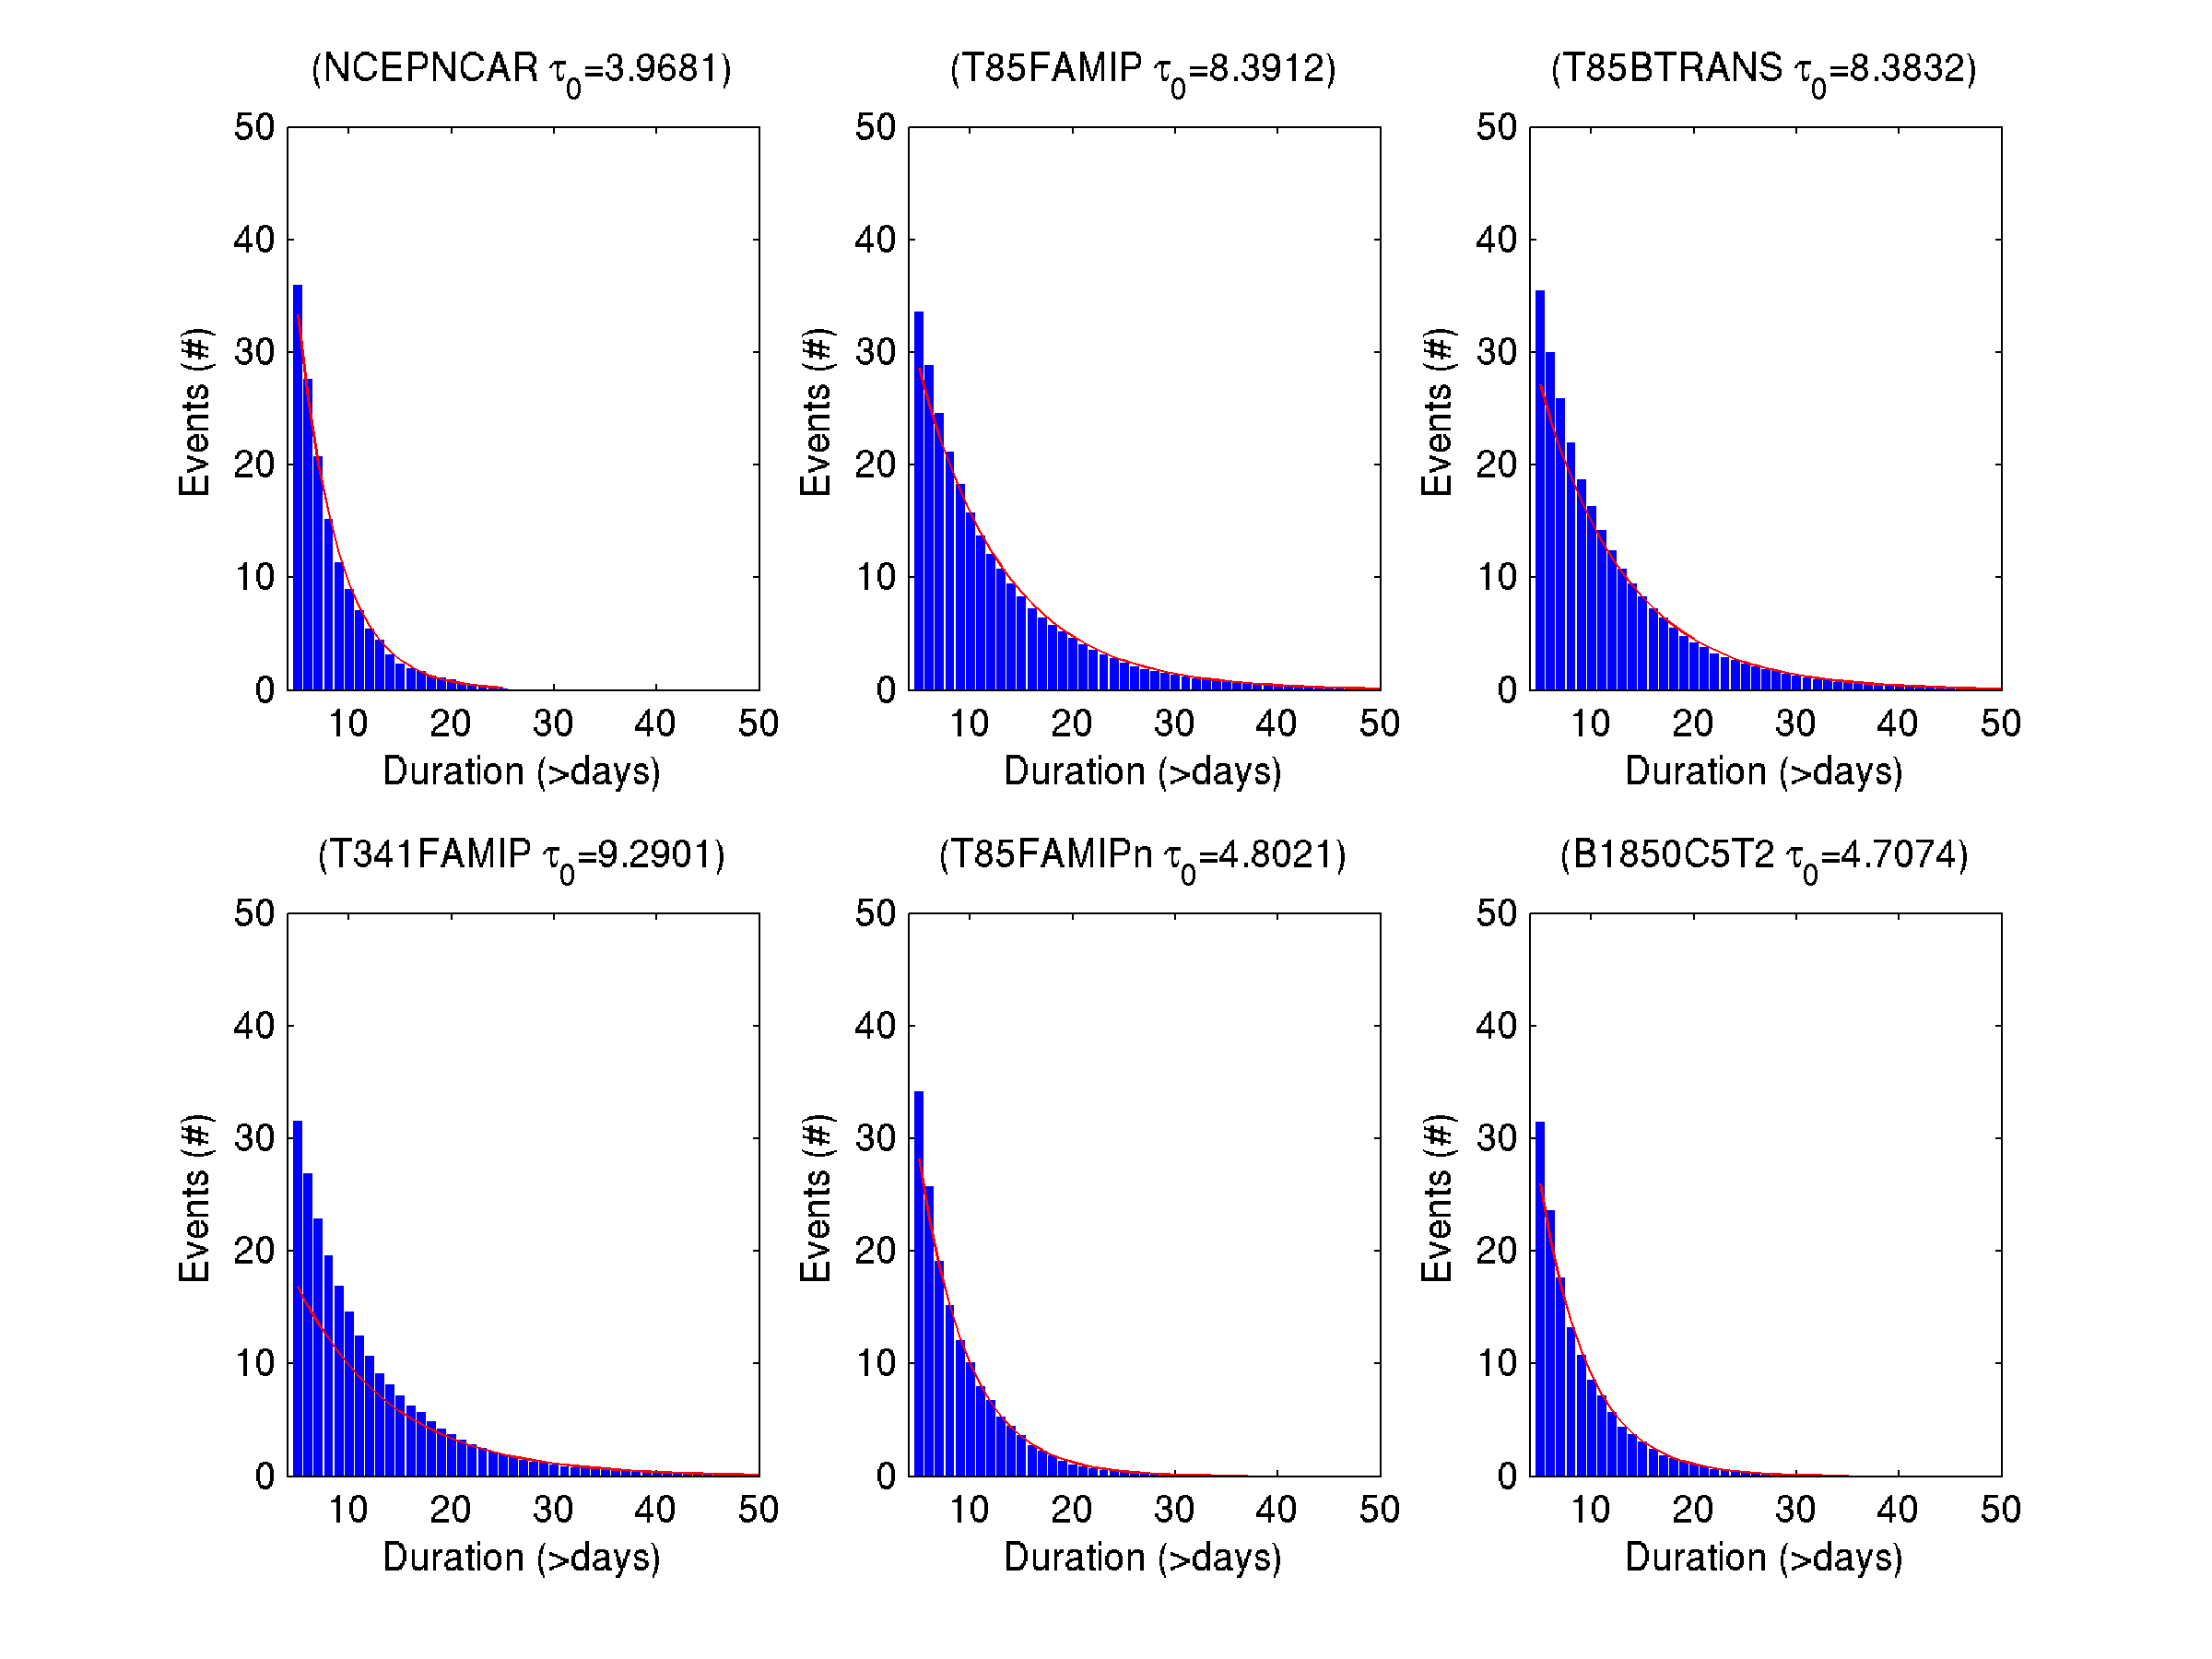 (NCEPNCAR τ0=3.9681)
(T85FAMIP τ0=8.3912)
(T85BTRANS τ0=8.3832)
50
40
30
20
10
0
Events (#)
10 20 30 40 50
Duration (>days)
50
40
30
20
10
0
Events (#)
10 20 30 40 50
Duration (>days)
50
40
30
20
10
0
Events (#)
10 20 30 40 50
Duration (>days)
(T341FAMIP τ0=9.2901)
(T85FAMIPn τ0=4.8021)
(B1850C5T2 τ0=4.7074)
50
40
30
20
10
0
Events (#)
10 20 30 40 50
Duration (>days)
50
40
30
20
10
0
Events (#)
10 20 30 40 50
Duration (>days)
50
40
30
20
10
0
Events (#)
10 20 30 40 50
Duration (>days)